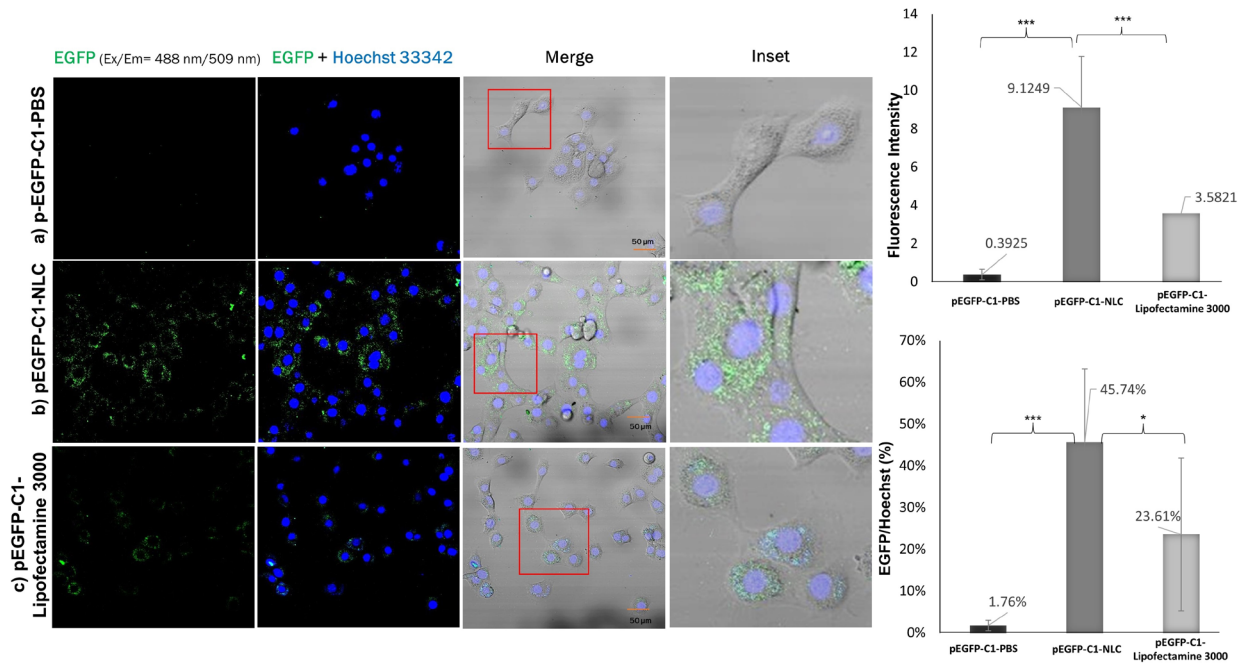 EGFP (Ex/Em= 488 nm/509 nm)
EGFP + Hoechst 33342
Merge
Inset
a) p-EGFP-C1-PBS
50 µm
b) pEGFP-C1-NLC
50 µm
c) pEGFP-C1-
Lipofectamine 3000
50 µm
Fluorescence Intensity
14
12
10
8
6
4
2
0
***
***
0.3925
9.1249
3.5821
pEGFP-C1-PBS
pEGFP-C1-NLC
pEGFP-C1-
Lipofectamine 3000
EGFP/Hoechst (%)
70%
60%
50%
40%
30%
20%
10%
0%
***
*
1.76%
45.74%
23.61%
pEGFP-C1-PBS
pEGFP-C1-NLC
pEGFP-C1-
Lipofectamine 3000